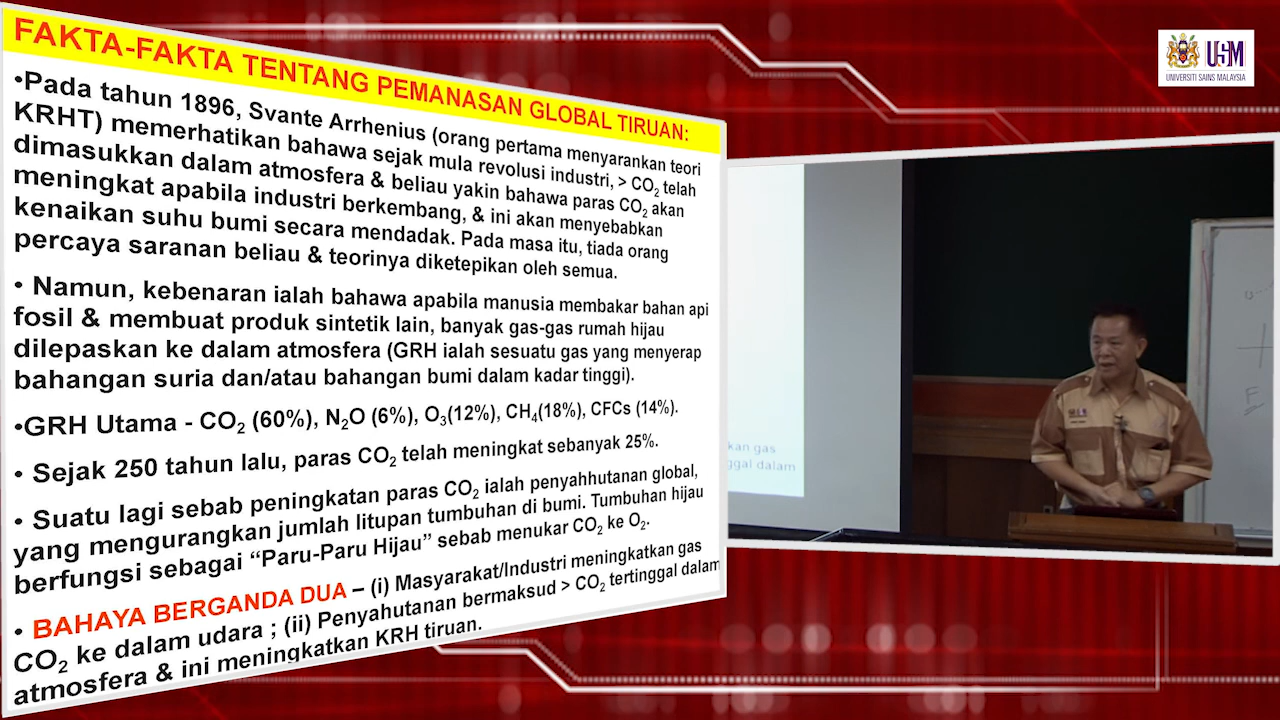 FAKTA-FAKTA TENTANG PEMANASAN GLOBAL TIRUAN:
•Pada tahun 1896, Svante Arrhenius (orang pertama menyarankan teori
KRHT) memerhatikan bahawa sejak mula revolusi industri, > CO₂ telah
dimasukkan dalam atmosfera & beliau yakin bahawa paras CO₂ akan
meningkat apabila industri berkembang, & ini akan menyebabkan
kenaikan suhu bumi secara mendadak. Pada masa itu, tiada orang
percaya saranan beliau & teorinya diketepikan oleh semua.
• Namun, kebenaran ialah bahawa apabila manusia membakar bahan api
fosil & membuat produk sintetik lain, banyak gas-gas rumah hijau
dilepaskan ke dalam atmosfera (GRH ialah sesuatu gas yang menyerap
bahangan suria dan/atau bahangan bumi dalam kadar tinggi).
•GRH Utama - CO₂ (60%), N₂O (6%), O₃(12%), CH₄(18%), CFCs (14%).
• Sejak 250 tahun lalu, paras CO₂ telah meningkat sebanyak 25%.
• Suatu lagi sebab peningkatan paras CO₂ ialah penyahhutanan global,
yang mengurangkan jumlah litupan tumbuhan di bumi. Tumbuhan hijau
berfungsi sebagai “Paru-Paru Hijau” sebab menukar CO₂ ke O₂.
• BAHAYA BERGANDA DUA – (i) Masyarakat/Industri meningkatkan gas
CO₂ ke dalam udara ; (ii) Penyahutanan bermaksud > CO₂ tertinggal dalam
atmosfera & ini meningkatkan KRH tiruan.
USM
UNIVERSITI SAINS MALAYSIA
kan gas
ggal dalam